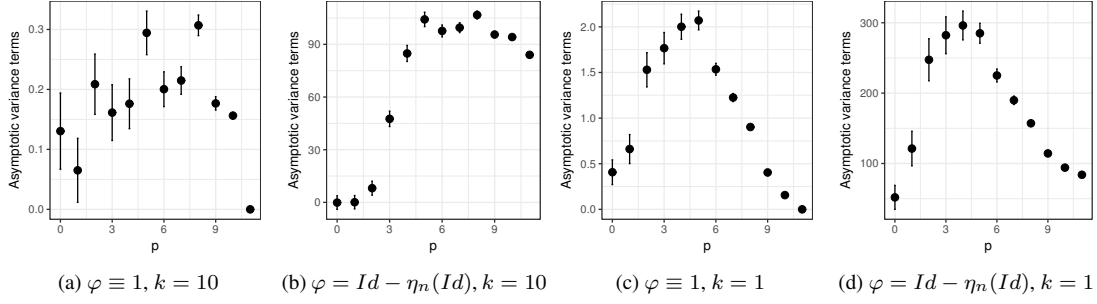 Asymptotic variance terms
0.3
0.2
0.1
0.0
0 3 6 9
p
(a) φ ≡ 1, k = 10
Asymptotic variance terms
90
60
30
0
0 3 6 9
p
(b) φ = Id − ηn(Id), k = 10
Asymptotic variance terms
2.0
1.5
1.0
0.5
0.0
0 3 6 9
p
(c) φ ≡ 1, k = 1
Asymptotic variance terms
300
200
100
0 3 6 9
p
(d) φ = Id − ηn(Id), k = 1